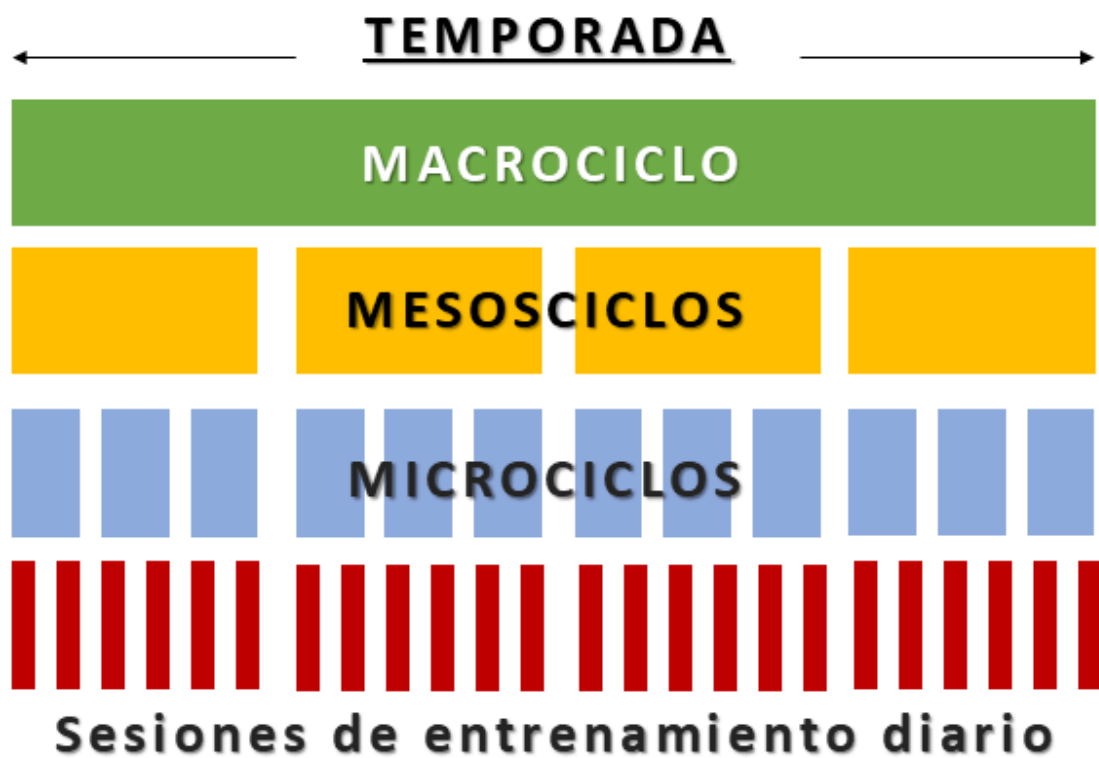 TEMPORADA
MACROCICLO
MESOSCICLOS
MICROCICLOS
Sesiones de entrenamiento diario